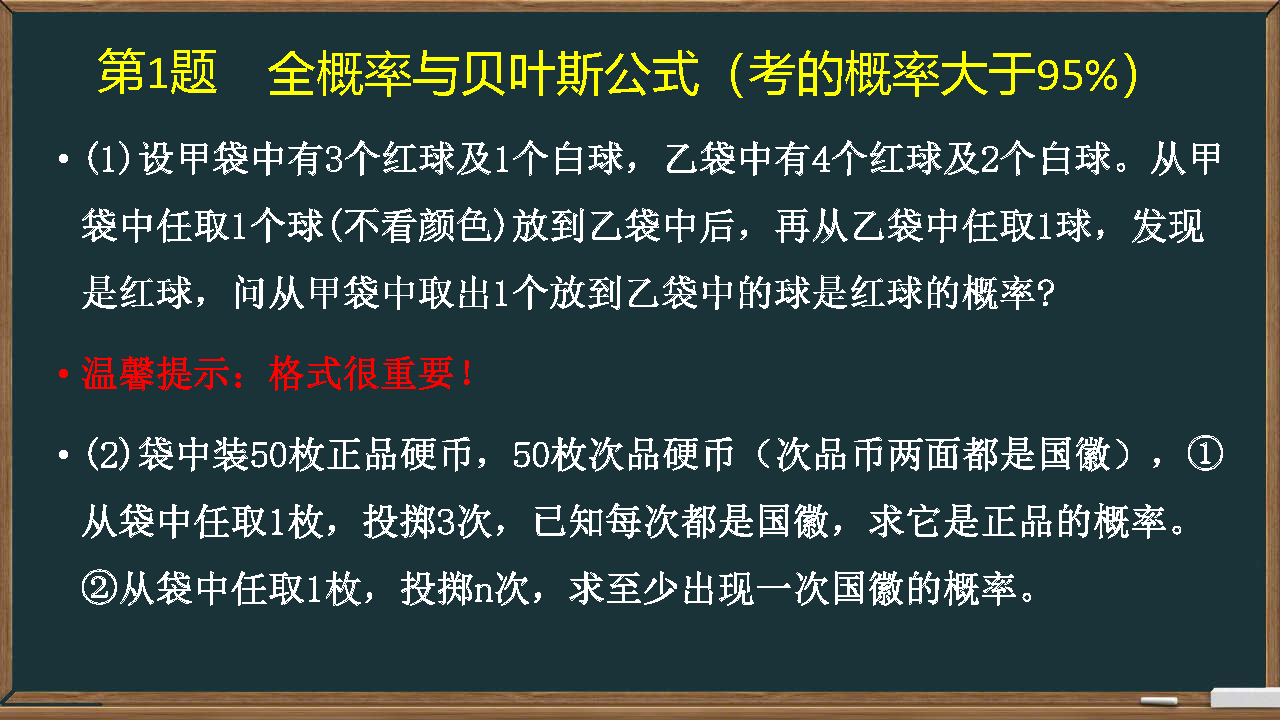 第1题　全概率与贝叶斯公式（考的概率大于95%）
• (1)设甲袋中有3个红球及1个白球，乙袋中有4个红球及2个白球。从甲
袋中任取1个球(不看颜色)放到乙袋中后，再从乙袋中任取1球，发现
是红球，问从甲袋中取出1个放到乙袋中的球是红球的概率?
• 温馨提示：格式很重要！
• (2)袋中装50枚正品硬币，50枚次品硬币（次品币两面都是国徽），①
从袋中任取1枚，投掷3次，已知每次都是国徽，求它是正品的概率。
②从袋中任取1枚，投掷n次，求至少出现一次国徽的概率。